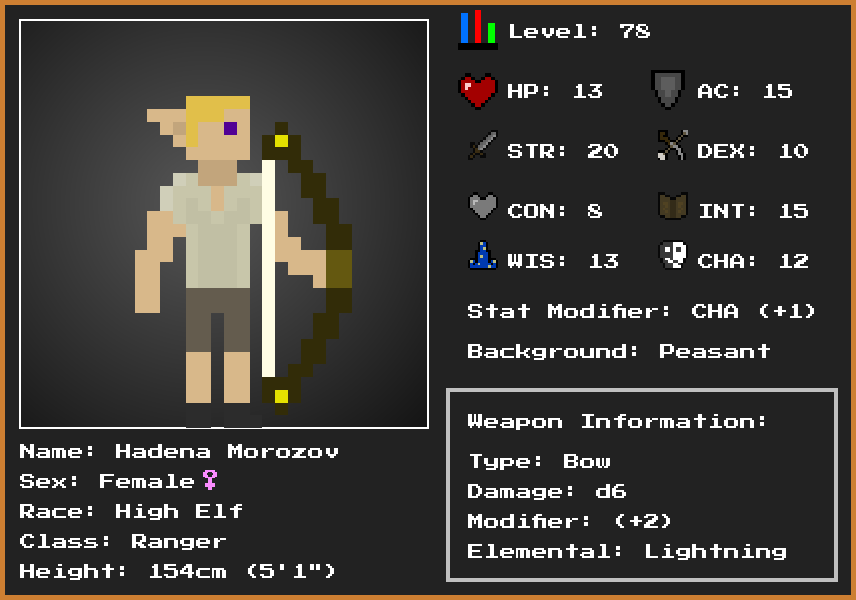 Level: 78
HP: 13 AC: 15
STR: 20 DEX: 10
CON: 8 INT: 15
WIS: 13 CHA: 12
Stat Modifier: CHA (+1)
Background: Peasant
Weapon Information:
Type: Bow
Damage: d6
Modifier: (+2)
Elemental: Lightning
Name: Hadena Morozov
Sex: Female♀
Race: High Elf
Class: Ranger
Height: 154cm (5'1")